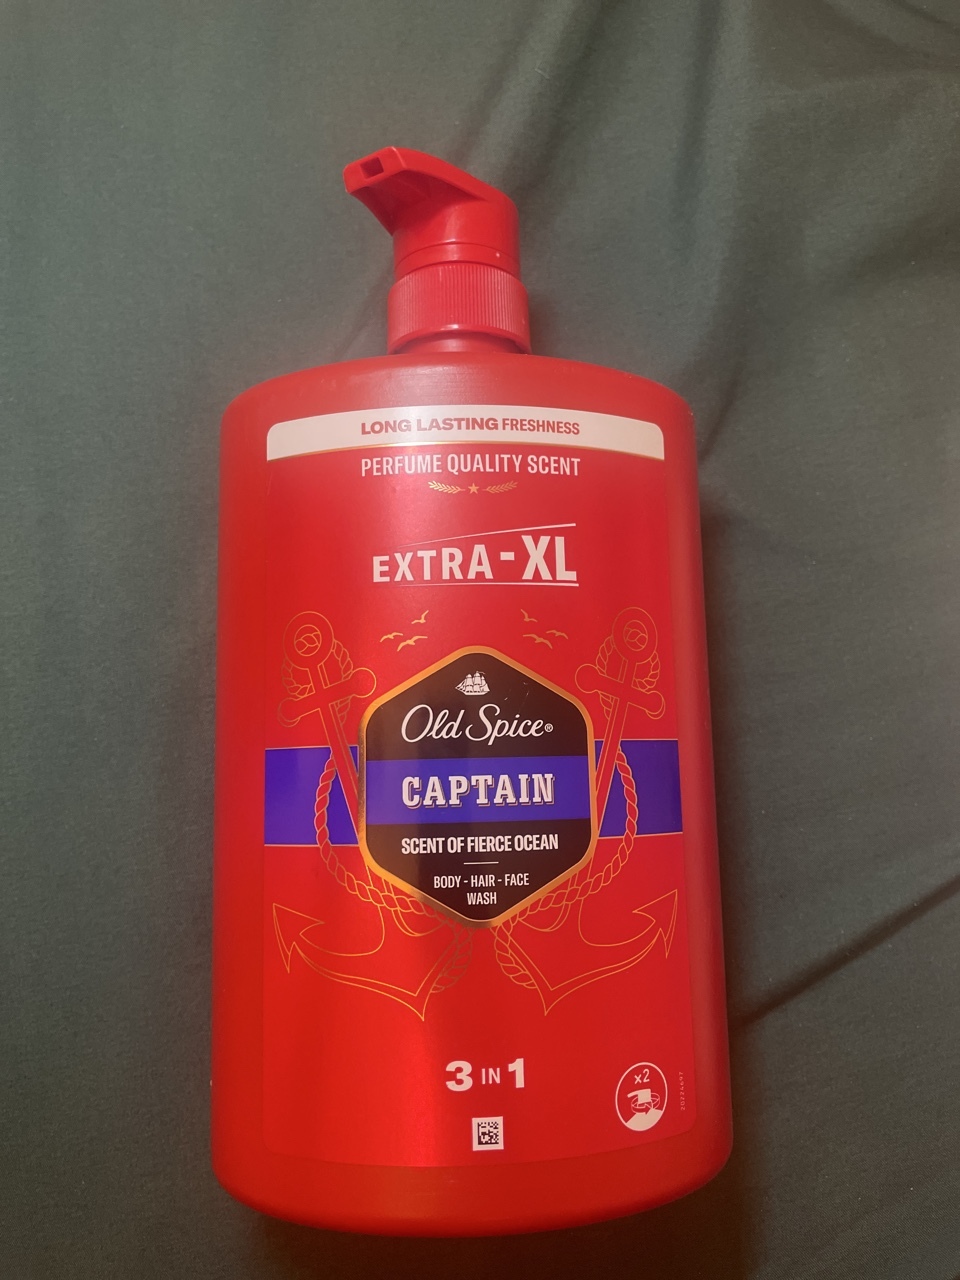 LONG LASTING FRESHNESS
PERFUME QUALITY SCENT
EXTRA-XL
Old Spice®
CAPTAIN
SCENT OF FIERCE OCEAN
BODY - HAIR - FACE
WASH
3 IN 1
x2
20224697